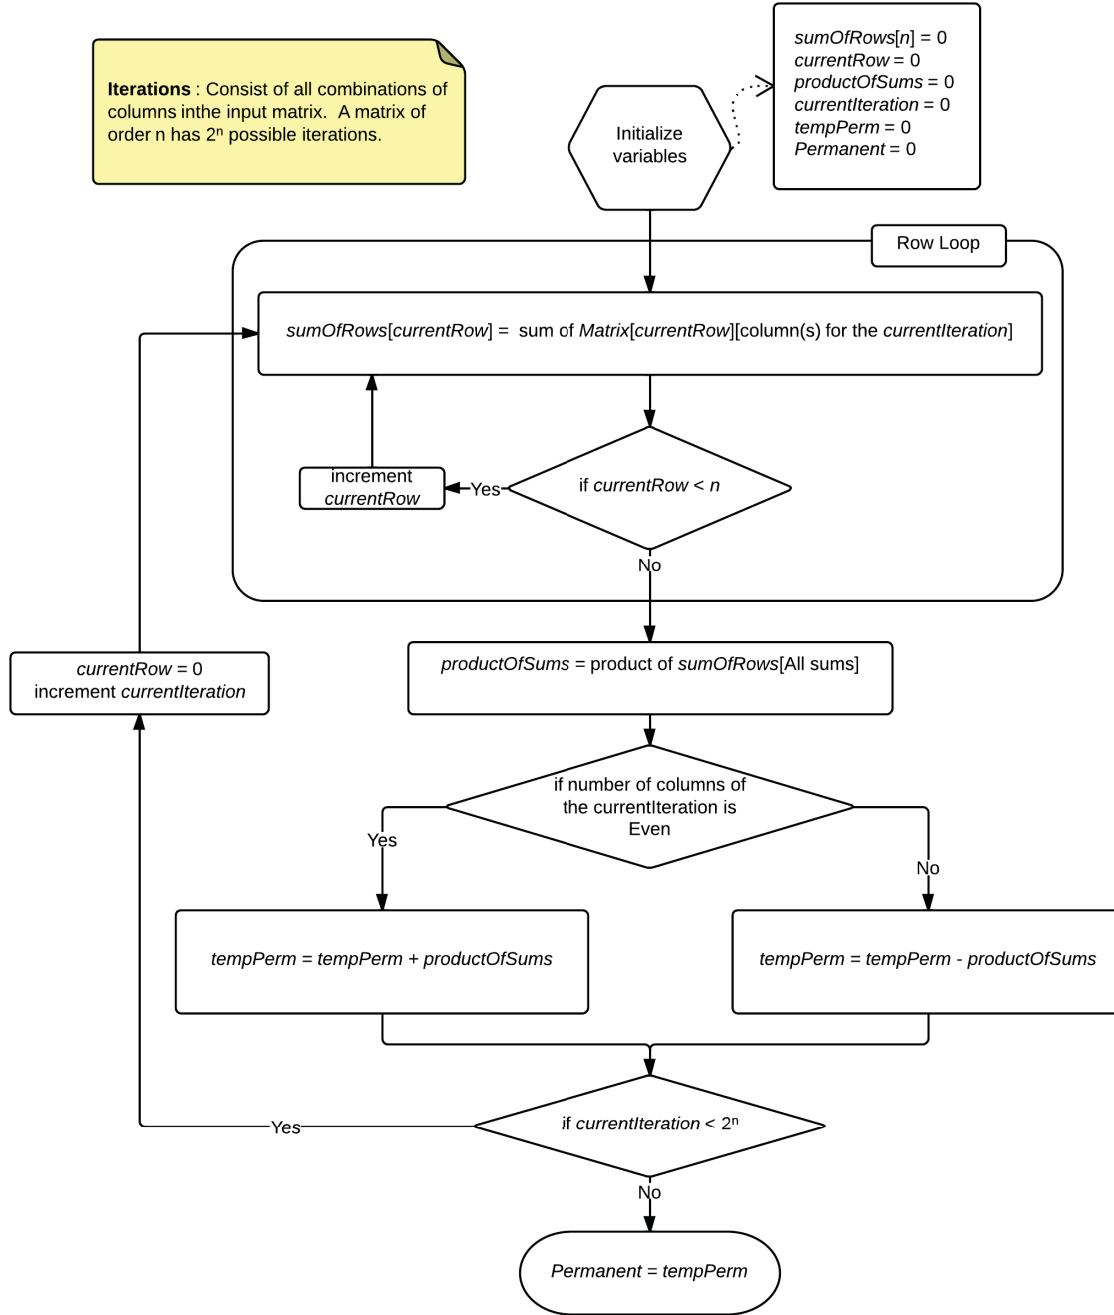 Iterations : Consist of all combinations of
columns inthe input matrix. A matrix of
order n has 2ⁿ possible iterations.
Initialize
variables
sumOfRows[n] = 0
currentRow = 0
productOfSums = 0
currentIteration = 0
tempPerm = 0
Permanent = 0
Row Loop
sumOfRows[currentRow] = sum of Matrix[currentRow][column(s) for the currentIteration]
if currentRow < n
Yes
increment
currentRow
No
productOfSums = product of sumOfRows[All sums]
currentRow = 0
increment currentIteration
if number of columns of
the currentIteration is
Even
Yes
No
tempPerm = tempPerm + productOfSums
tempPerm = tempPerm - productOfSums
if currentIteration < 2ⁿ
Yes
No
Permanent = tempPerm